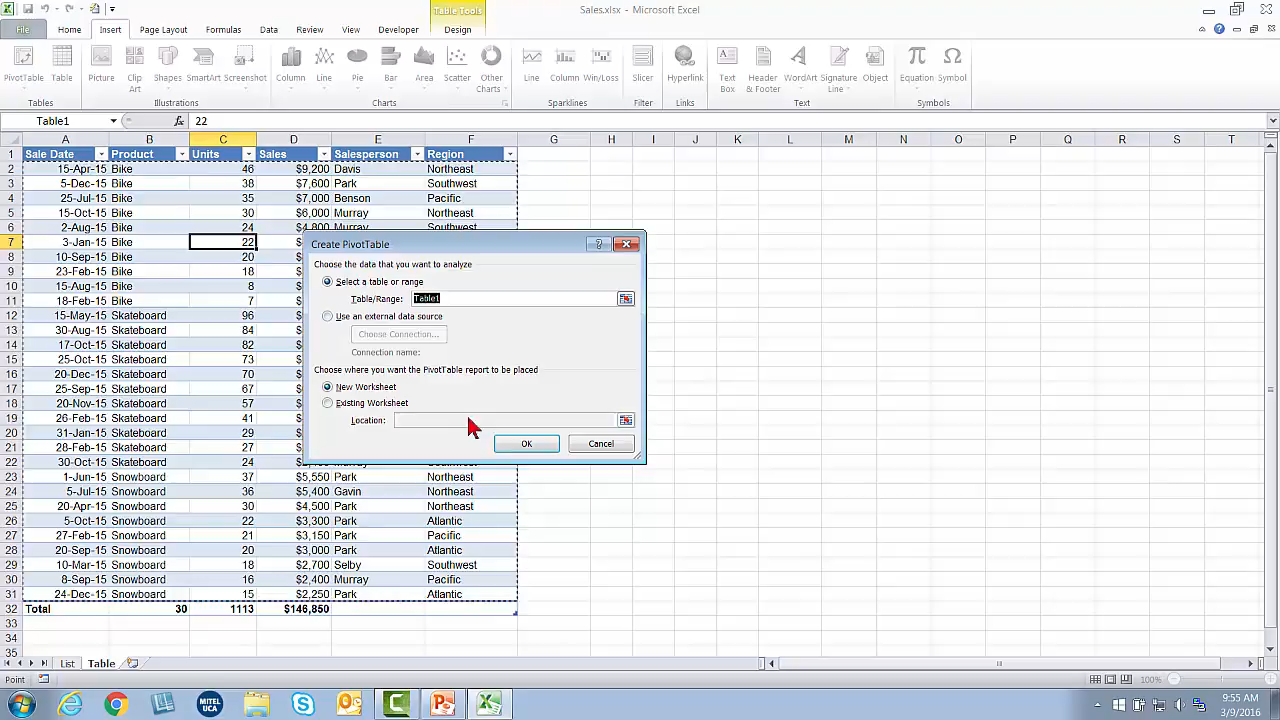 Sales.xlsx - Microsoft Excel
Table Tools
File Home Insert Page Layout Formulas Data Review View Developer Design
PivotTable Table Picture Clip Art Shapes SmartArt Screenshot Column Line Pie Bar Area Scatter Other Charts Line Column Win/Loss Slicer Hyperlink Text Box Header & Footer WordArt Signature Line Object Equation Symbol
Tables Illustrations Charts Sparklines Filter Links Text Symbols
Table1 fx 22
A B C D E F G H I J K L M N O P Q R S T
1 Sale Date Product Units Sales Salesperson Region
2 15-Apr-15 Bike 46 $9,200 Davis Northeast
3 5-Dec-15 Bike 38 $7,600 Park Southwest
4 25-Jul-15 Bike 35 $7,000 Benson Pacific
5 15-Oct-15 Bike 30 $6,000 Murray Northeast
6 2-Aug-15 Bike 24 $4,800 Murray Southwest
7 3-Jan-15 Bike 22 $
8 10-Sep-15 Bike 20 $
9 23-Feb-15 Bike 18 $
10 15-Aug-15 Bike 8 $
11 18-Feb-15 Bike 7 $
12 15-May-15 Skateboard 96 $
13 30-Aug-15 Skateboard 84 $
14 17-Oct-15 Skateboard 82 $
15 25-Oct-15 Skateboard 73 $
16 20-Dec-15 Skateboard 70 $
17 25-Sep-15 Skateboard 67 $
18 20-Nov-15 Skateboard 57 $
19 26-Feb-15 Skateboard 41 $
20 31-Jan-15 Skateboard 29 $
21 28-Feb-15 Skateboard 27 $
22 30-Oct-15 Skateboard 24
23 1-Jun-15 Snowboard 37 $5,550 Park Northeast
24 5-Jul-15 Snowboard 36 $5,400 Gavin Northeast
25 20-Apr-15 Snowboard 30 $4,500 Park Northeast
26 5-Oct-15 Snowboard 22 $3,300 Park Atlantic
27 27-Feb-15 Snowboard 21 $3,150 Park Pacific
28 20-Sep-15 Snowboard 20 $3,000 Park Atlantic
29 10-Mar-15 Snowboard 18 $2,700 Selby Southwest
30 8-Sep-15 Snowboard 16 $2,400 Murray Pacific
31 24-Dec-15 Snowboard 15 $2,250 Park Atlantic
32 Total 30 1113 $146,850
33
34
35
Create PivotTable
Choose the data that you want to analyze
Select a table or range
Table/Range: Table1
Use an external data source
Choose Connection...
Connection name:
Choose where you want the PivotTable report to be placed
New Worksheet
Existing Worksheet
Location:
OK Cancel
List Table
Point 100%
MITEL UCA
9:55 AM
3/9/2016